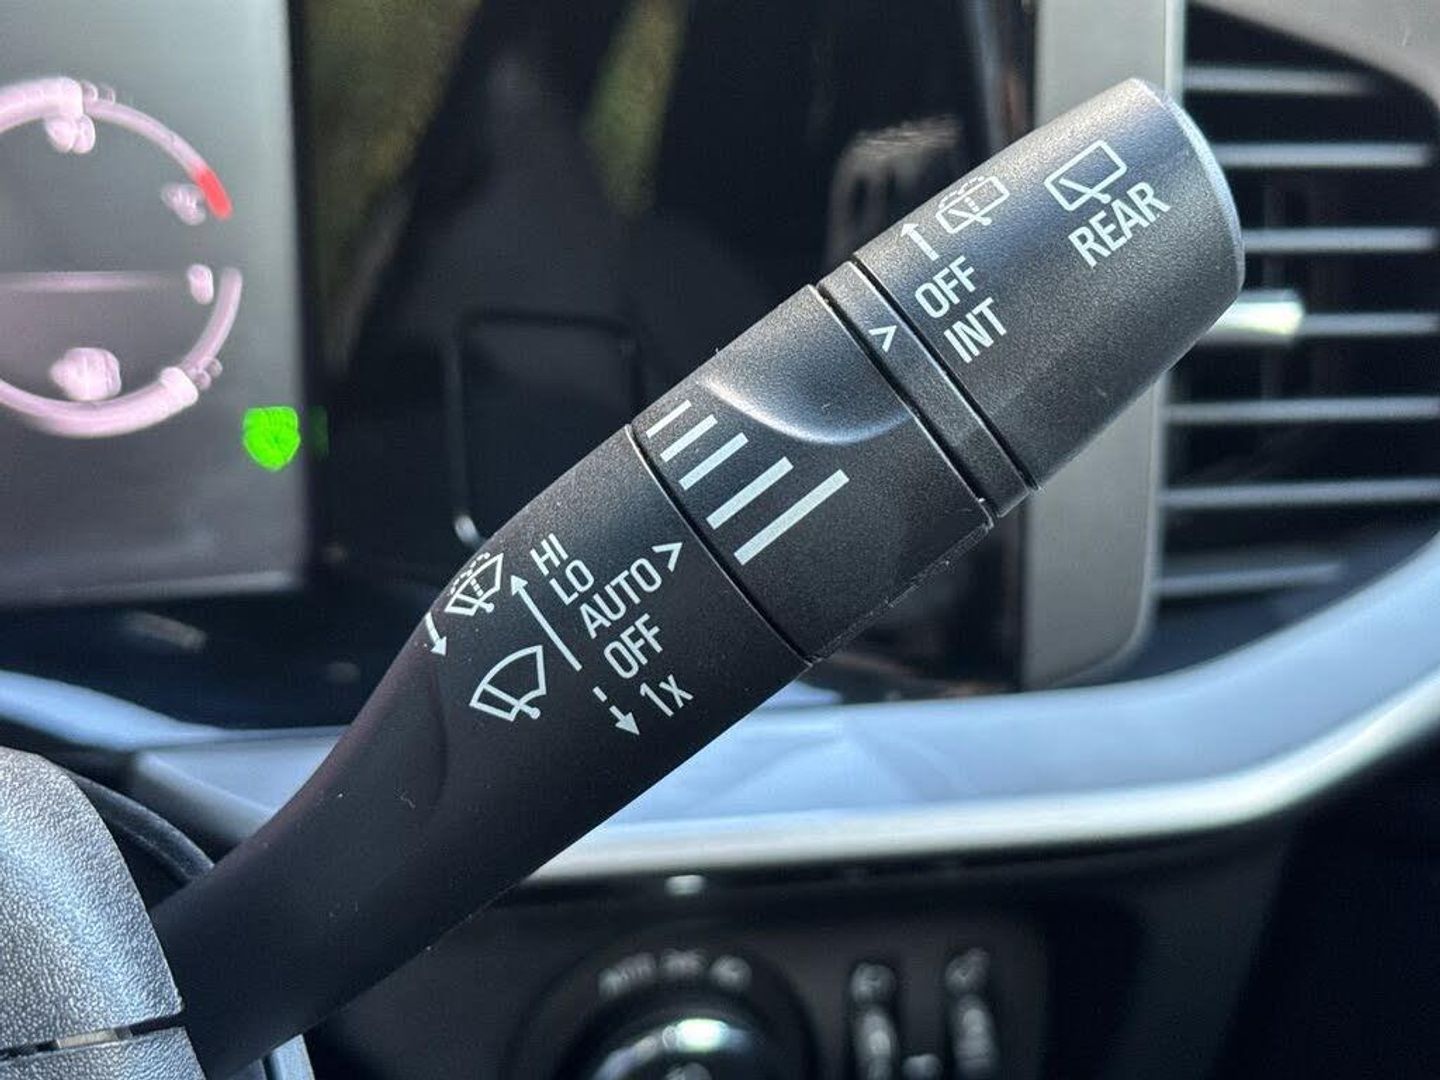 REAR
OFF
INT
>
HI
LO
AUTO >
OFF
1x